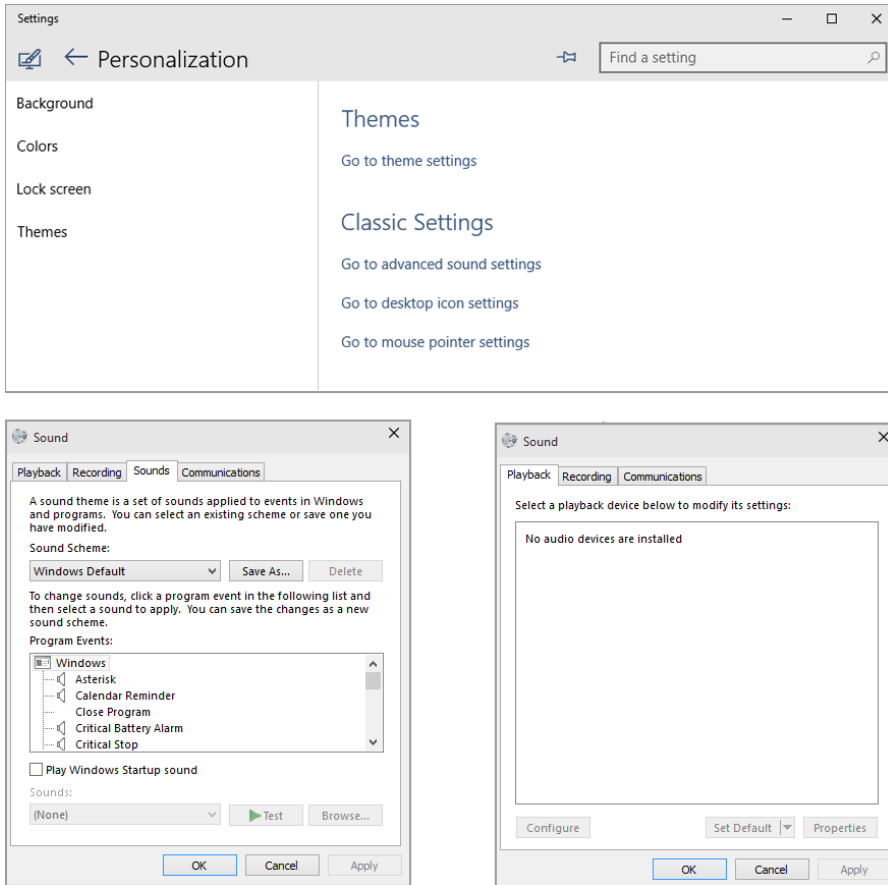 Settings
Personalization
Find a setting
Background
Colors
Lock screen
Themes
Themes
Go to theme settings
Classic Settings
Go to advanced sound settings
Go to desktop icon settings
Go to mouse pointer settings
Sound
Playback Recording Sounds Communications
A sound theme is a set of sounds applied to events in Windows
and programs. You can select an existing scheme or save one you
have modified.
Sound Scheme:
Windows Default Save As... Delete
To change sounds, click a program event in the following list and
then select a sound to apply. You can save the changes as a new
sound scheme.
Program Events:
Windows
Asterisk
Calendar Reminder
Close Program
Critical Battery Alarm
Critical Stop
Play Windows Startup sound
Sounds:
(None) Test Browse...
OK Cancel Apply
Sound
Playback Recording Communications
Select a playback device below to modify its settings:
No audio devices are installed
Configure Set Default Properties
OK Cancel Apply